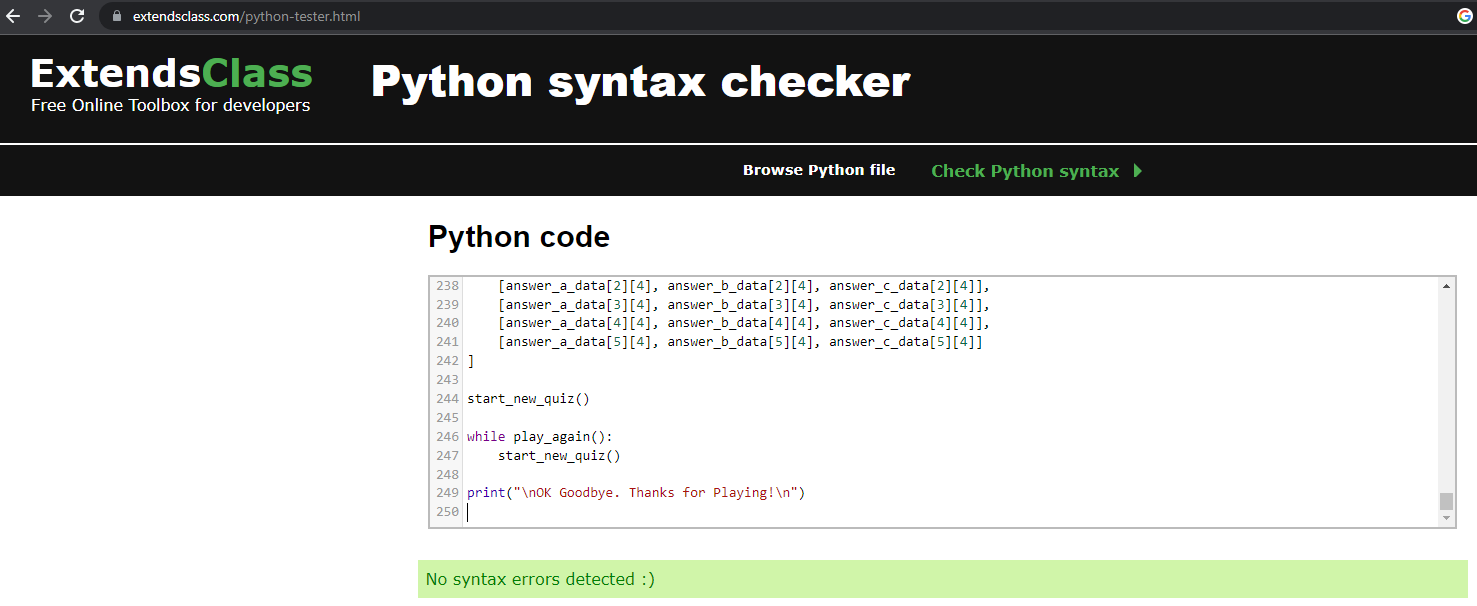 extendsclass.com/python-tester.html
ExtendsClass
Free Online Toolbox for developers
Python syntax checker
Browse Python file
Check Python syntax
Python code
238 [answer_a_data[2][4], answer_b_data[2][4], answer_c_data[2][4]],
239 [answer_a_data[3][4], answer_b_data[3][4], answer_c_data[3][4]],
240 [answer_a_data[4][4], answer_b_data[4][4], answer_c_data[4][4]],
241 [answer_a_data[5][4], answer_b_data[5][4], answer_c_data[5][4]]
242 ]
243
244 start_new_quiz()
245
246 while play_again():
247 start_new_quiz()
248
249 print("\nOK Goodbye. Thanks for Playing!\n")
250
No syntax errors detected :)